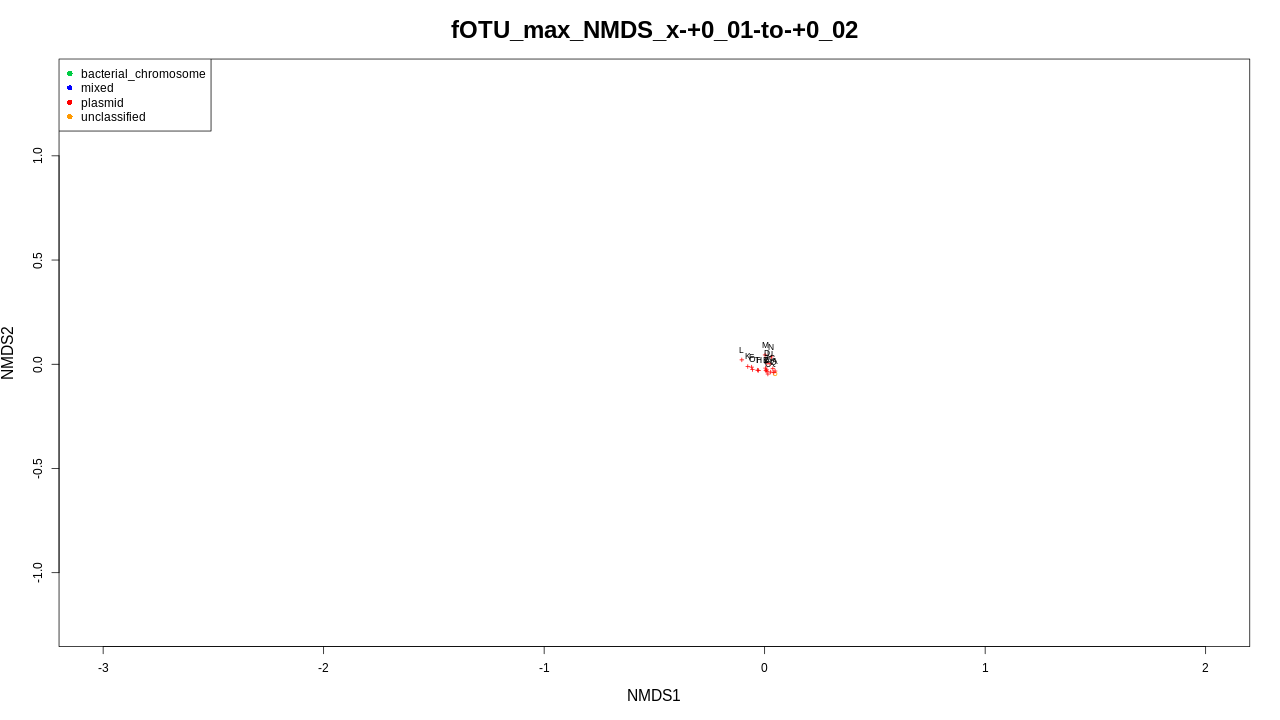 fOTU_max_NMDS_x-+0_01-to-+0_02
bacterial_chromosome
mixed
plasmid
unclassified
1.0
0.5
0.0
-0.5
-1.0
NMDS2
L
M
N
K
-3
-2
-1
0
1
2
NMDS1